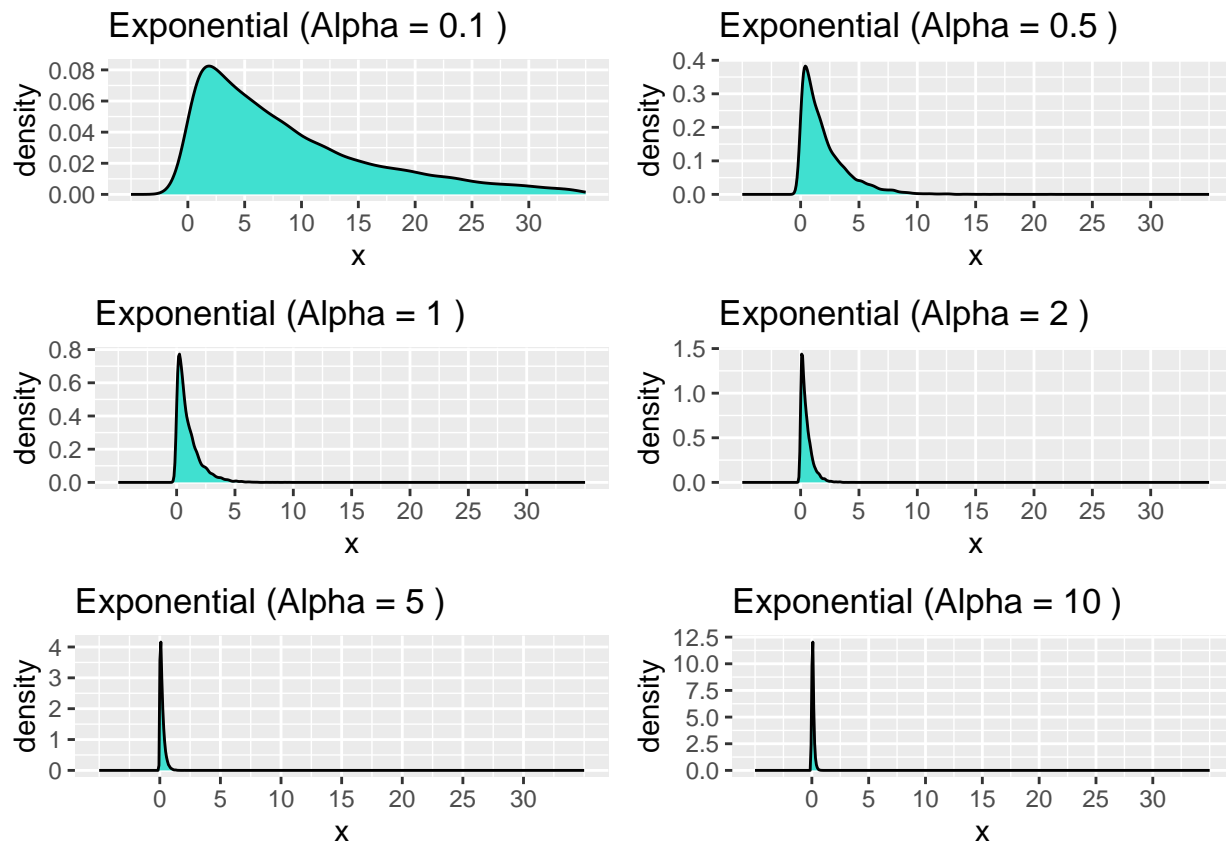 Exponential (Alpha = 0.1 )
density
0.08
0.06
0.04
0.02
0.00
0 5 10 15 20 25 30
x
Exponential (Alpha = 0.5 )
density
0.4
0.3
0.2
0.1
0.0
0 5 10 15 20 25 30
x
Exponential (Alpha = 1 )
density
0.8
0.6
0.4
0.2
0.0
0 5 10 15 20 25 30
x
Exponential (Alpha = 2 )
density
1.5
1.0
0.5
0.0
0 5 10 15 20 25 30
x
Exponential (Alpha = 5 )
density
4
3
2
1
0
0 5 10 15 20 25 30
x
Exponential (Alpha = 10 )
density
12.5
10.0
7.5
5.0
2.5
0.0
0 5 10 15 20 25 30
x